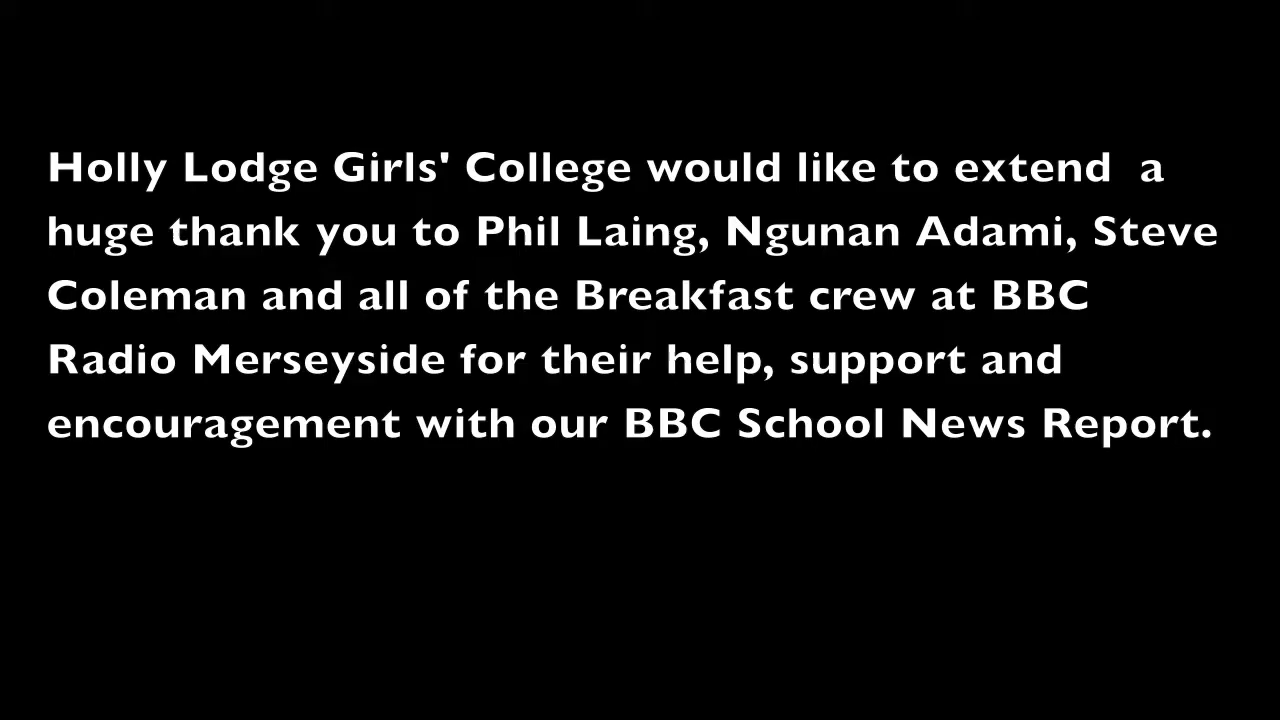 Holly Lodge Girls' College would like to extend  a
huge thank you to Phil Laing, Ngunan Adami, Steve
Coleman and all of the Breakfast crew at BBC
Radio Merseyside for their help, support and
encouragement with our BBC School News Report.